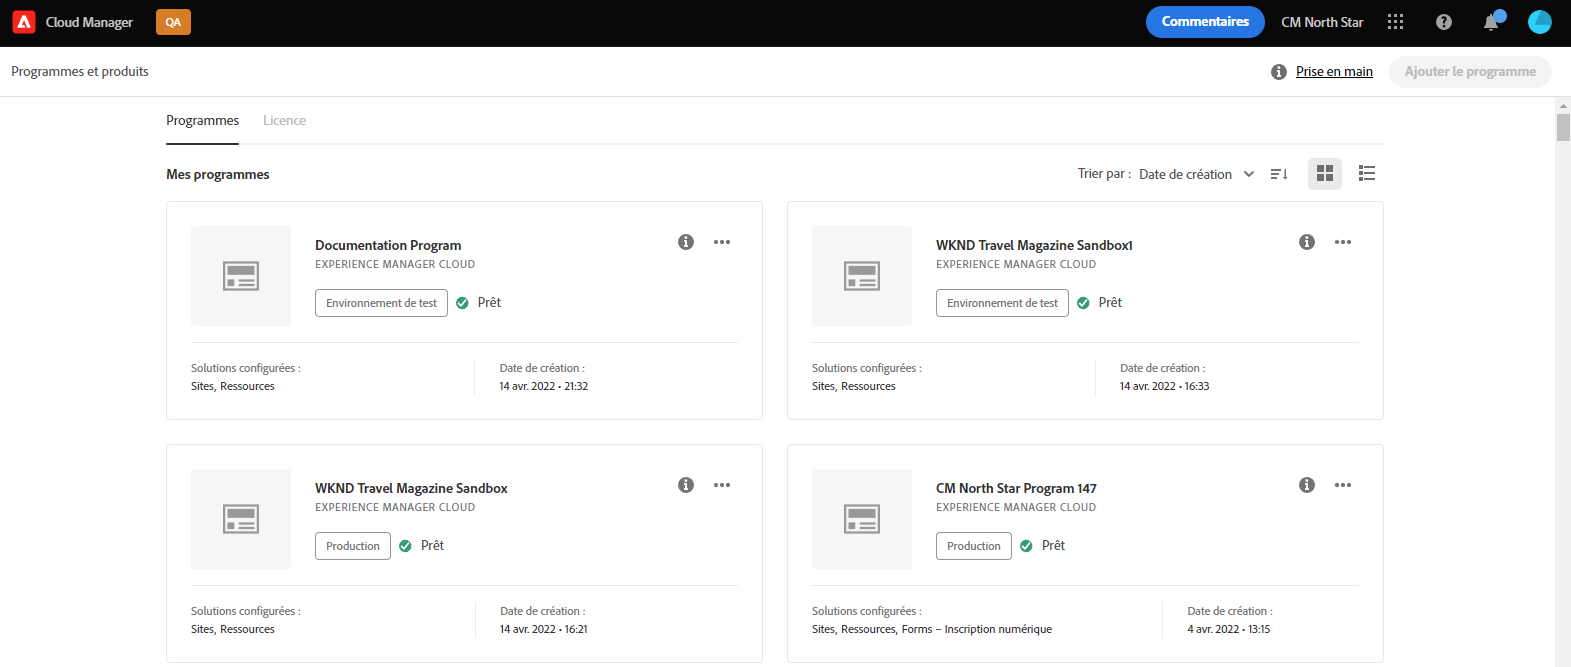 Cloud Manager QA Commentaires CM North Star
Programmes et produits Prise en main Ajouter le programme
Programmes Licence
Mes programmes Trier par : Date de création
Documentation Program
EXPERIENCE MANAGER CLOUD
Environnement de test Prêt
Solutions configurées : Date de création :
Sites, Ressources 14 avr. 2022 • 21:32
WKND Travel Magazine Sandbox1
EXPERIENCE MANAGER CLOUD
Environnement de test Prêt
Solutions configurées : Date de création :
Sites, Ressources 14 avr. 2022 • 16:33
WKND Travel Magazine Sandbox
EXPERIENCE MANAGER CLOUD
Production Prêt
Solutions configurées : Date de création :
Sites, Ressources 14 avr. 2022 • 16:21
CM North Star Program 147
EXPERIENCE MANAGER CLOUD
Production Prêt
Solutions configurées : Date de création :
Sites, Ressources, Forms – Inscription numérique 4 avr. 2022 • 13:15